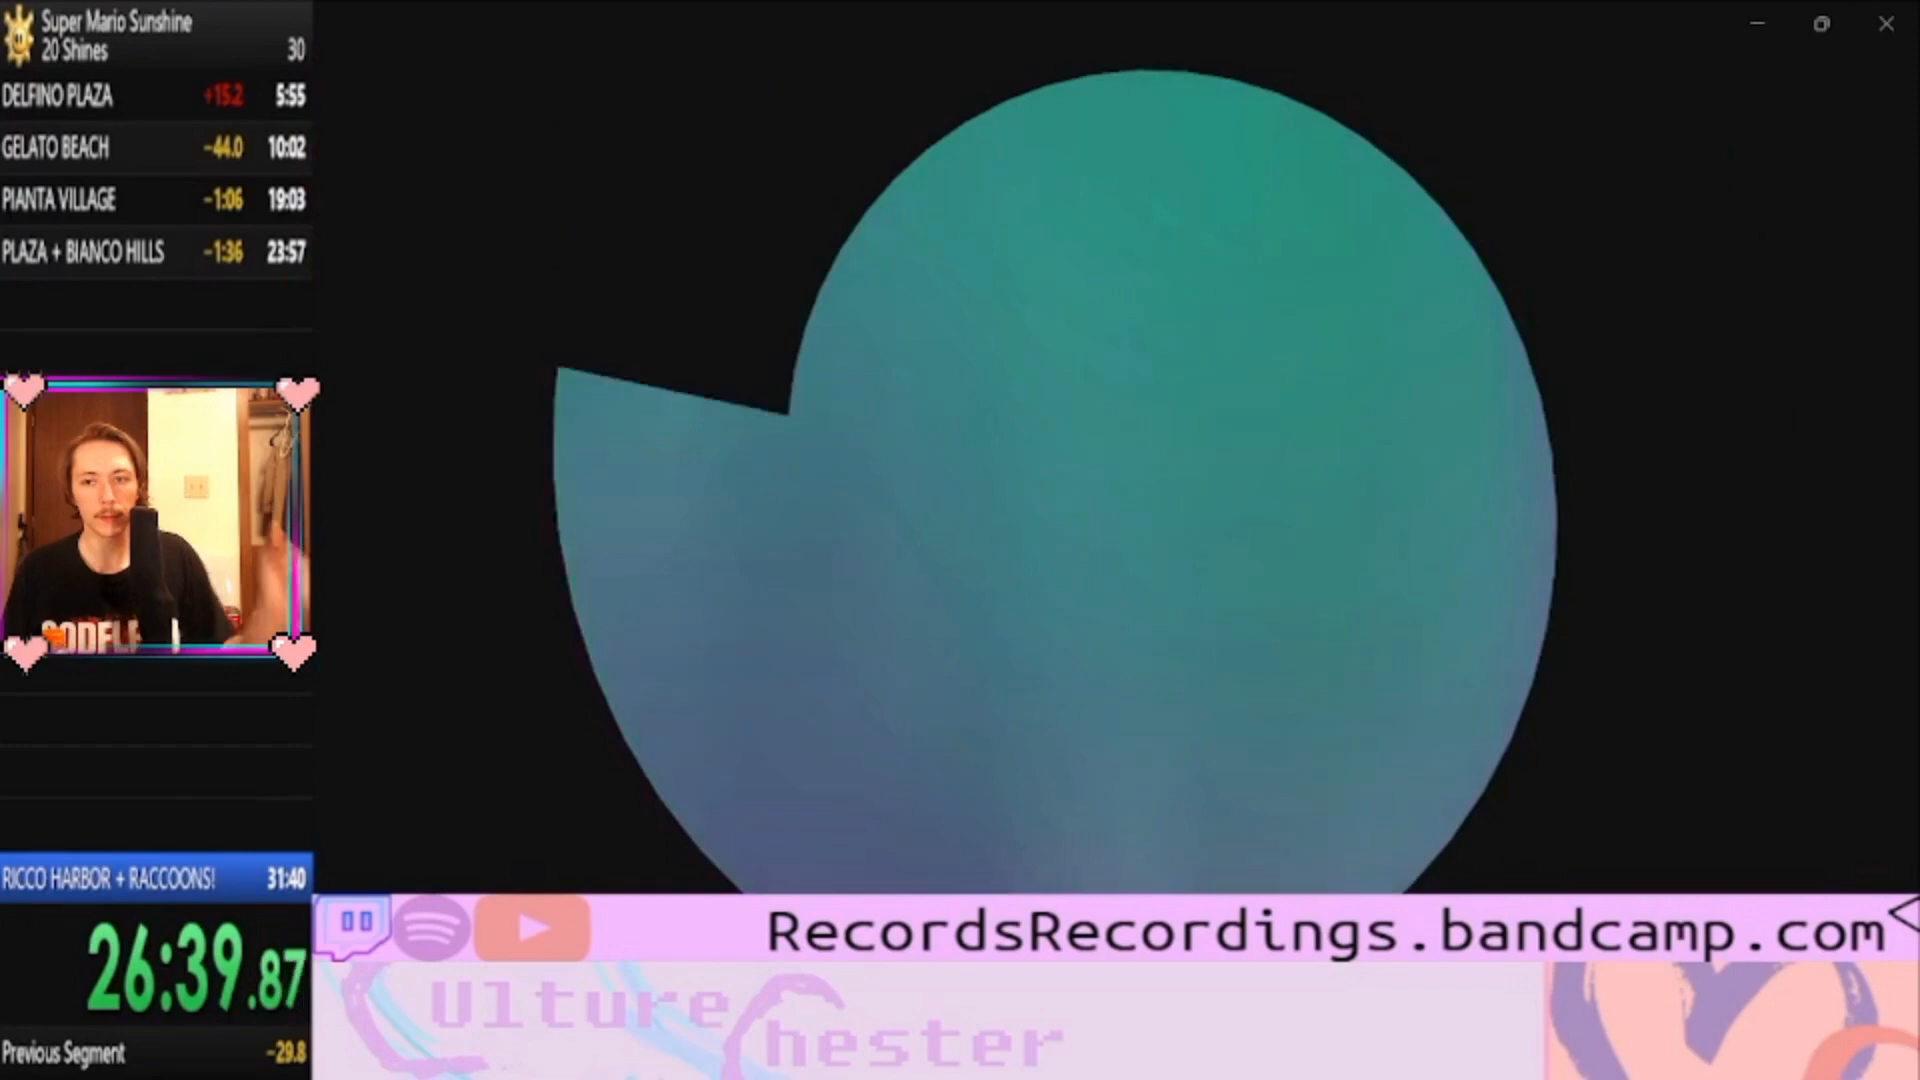 Super Mario Sunshine
20 Shines 30
DELFINO PLAZA +15.2 5:55
GELATO BEACH -44.0 10:02
PIANTA VILLAGE -1:06 19:03
PLAZA + BIANCO HILLS -1:36 23:57
RICCO HARBOR + RACCOONS! 31:40
26:39.87
Previous Segment -29.8
RecordsRecordings.bandcamp.com
Culture
Chester